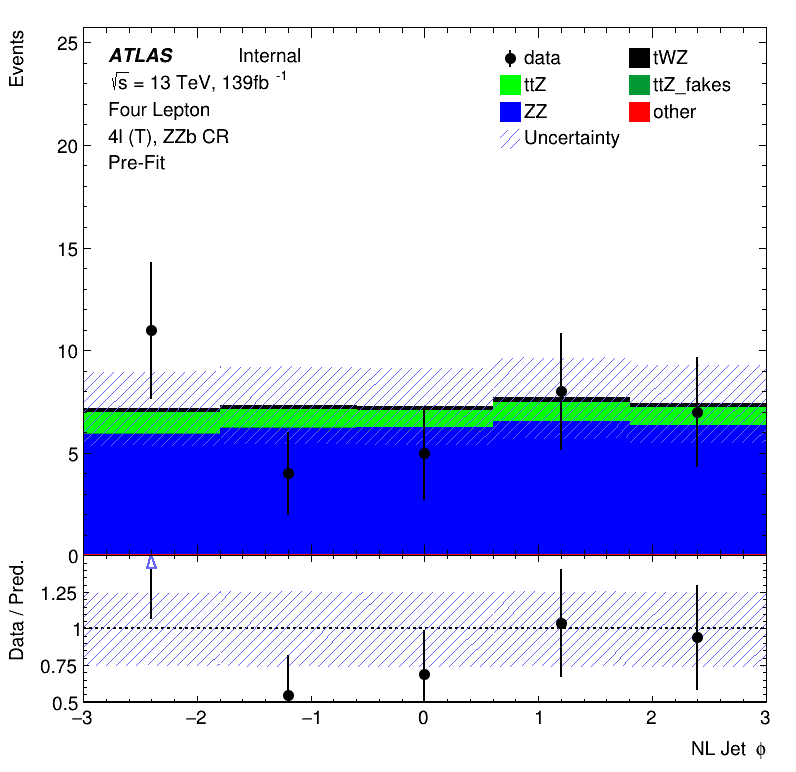 Events
25
20
15
10
5
0
ATLAS Internal
√s = 13 TeV, 139fb -1
Four Lepton
4l (T), ZZb CR
Pre-Fit
data
tWZ
ttZ
ttZ_fakes
ZZ
other
Uncertainty
Data / Pred.
1.25
1
0.75
0.5
−3 −2 −1 0 1 2 3
NL Jet ϕ